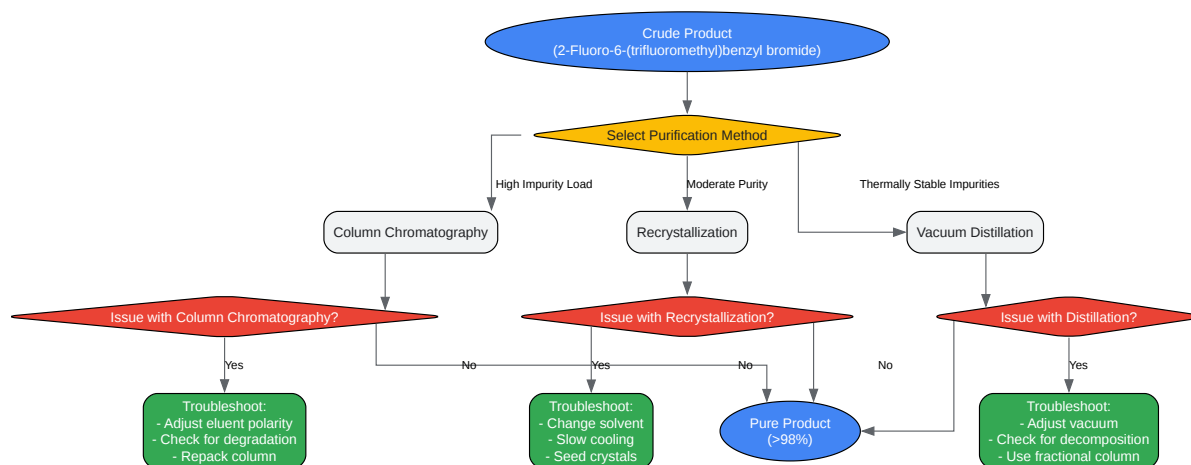 Crude Product
(2-Fluoro-6-(trifluoromethyl)benzyl bromide)
Select Purification Method
High Impurity Load
Moderate Purity
Thermally Stable Impurities
Column Chromatography
Recrystallization
Vacuum Distillation
Issue with Column Chromatography?
Issue with Recrystallization?
Issue with Distillation?
Yes
No
Yes
No
No
Yes
Troubleshoot:
- Adjust eluent polarity
- Check for degradation
- Repack column
Troubleshoot:
- Change solvent
- Slow cooling
- Seed crystals
Pure Product
(>98%)
Troubleshoot:
- Adjust vacuum
- Check for decomposition
- Use fractional column